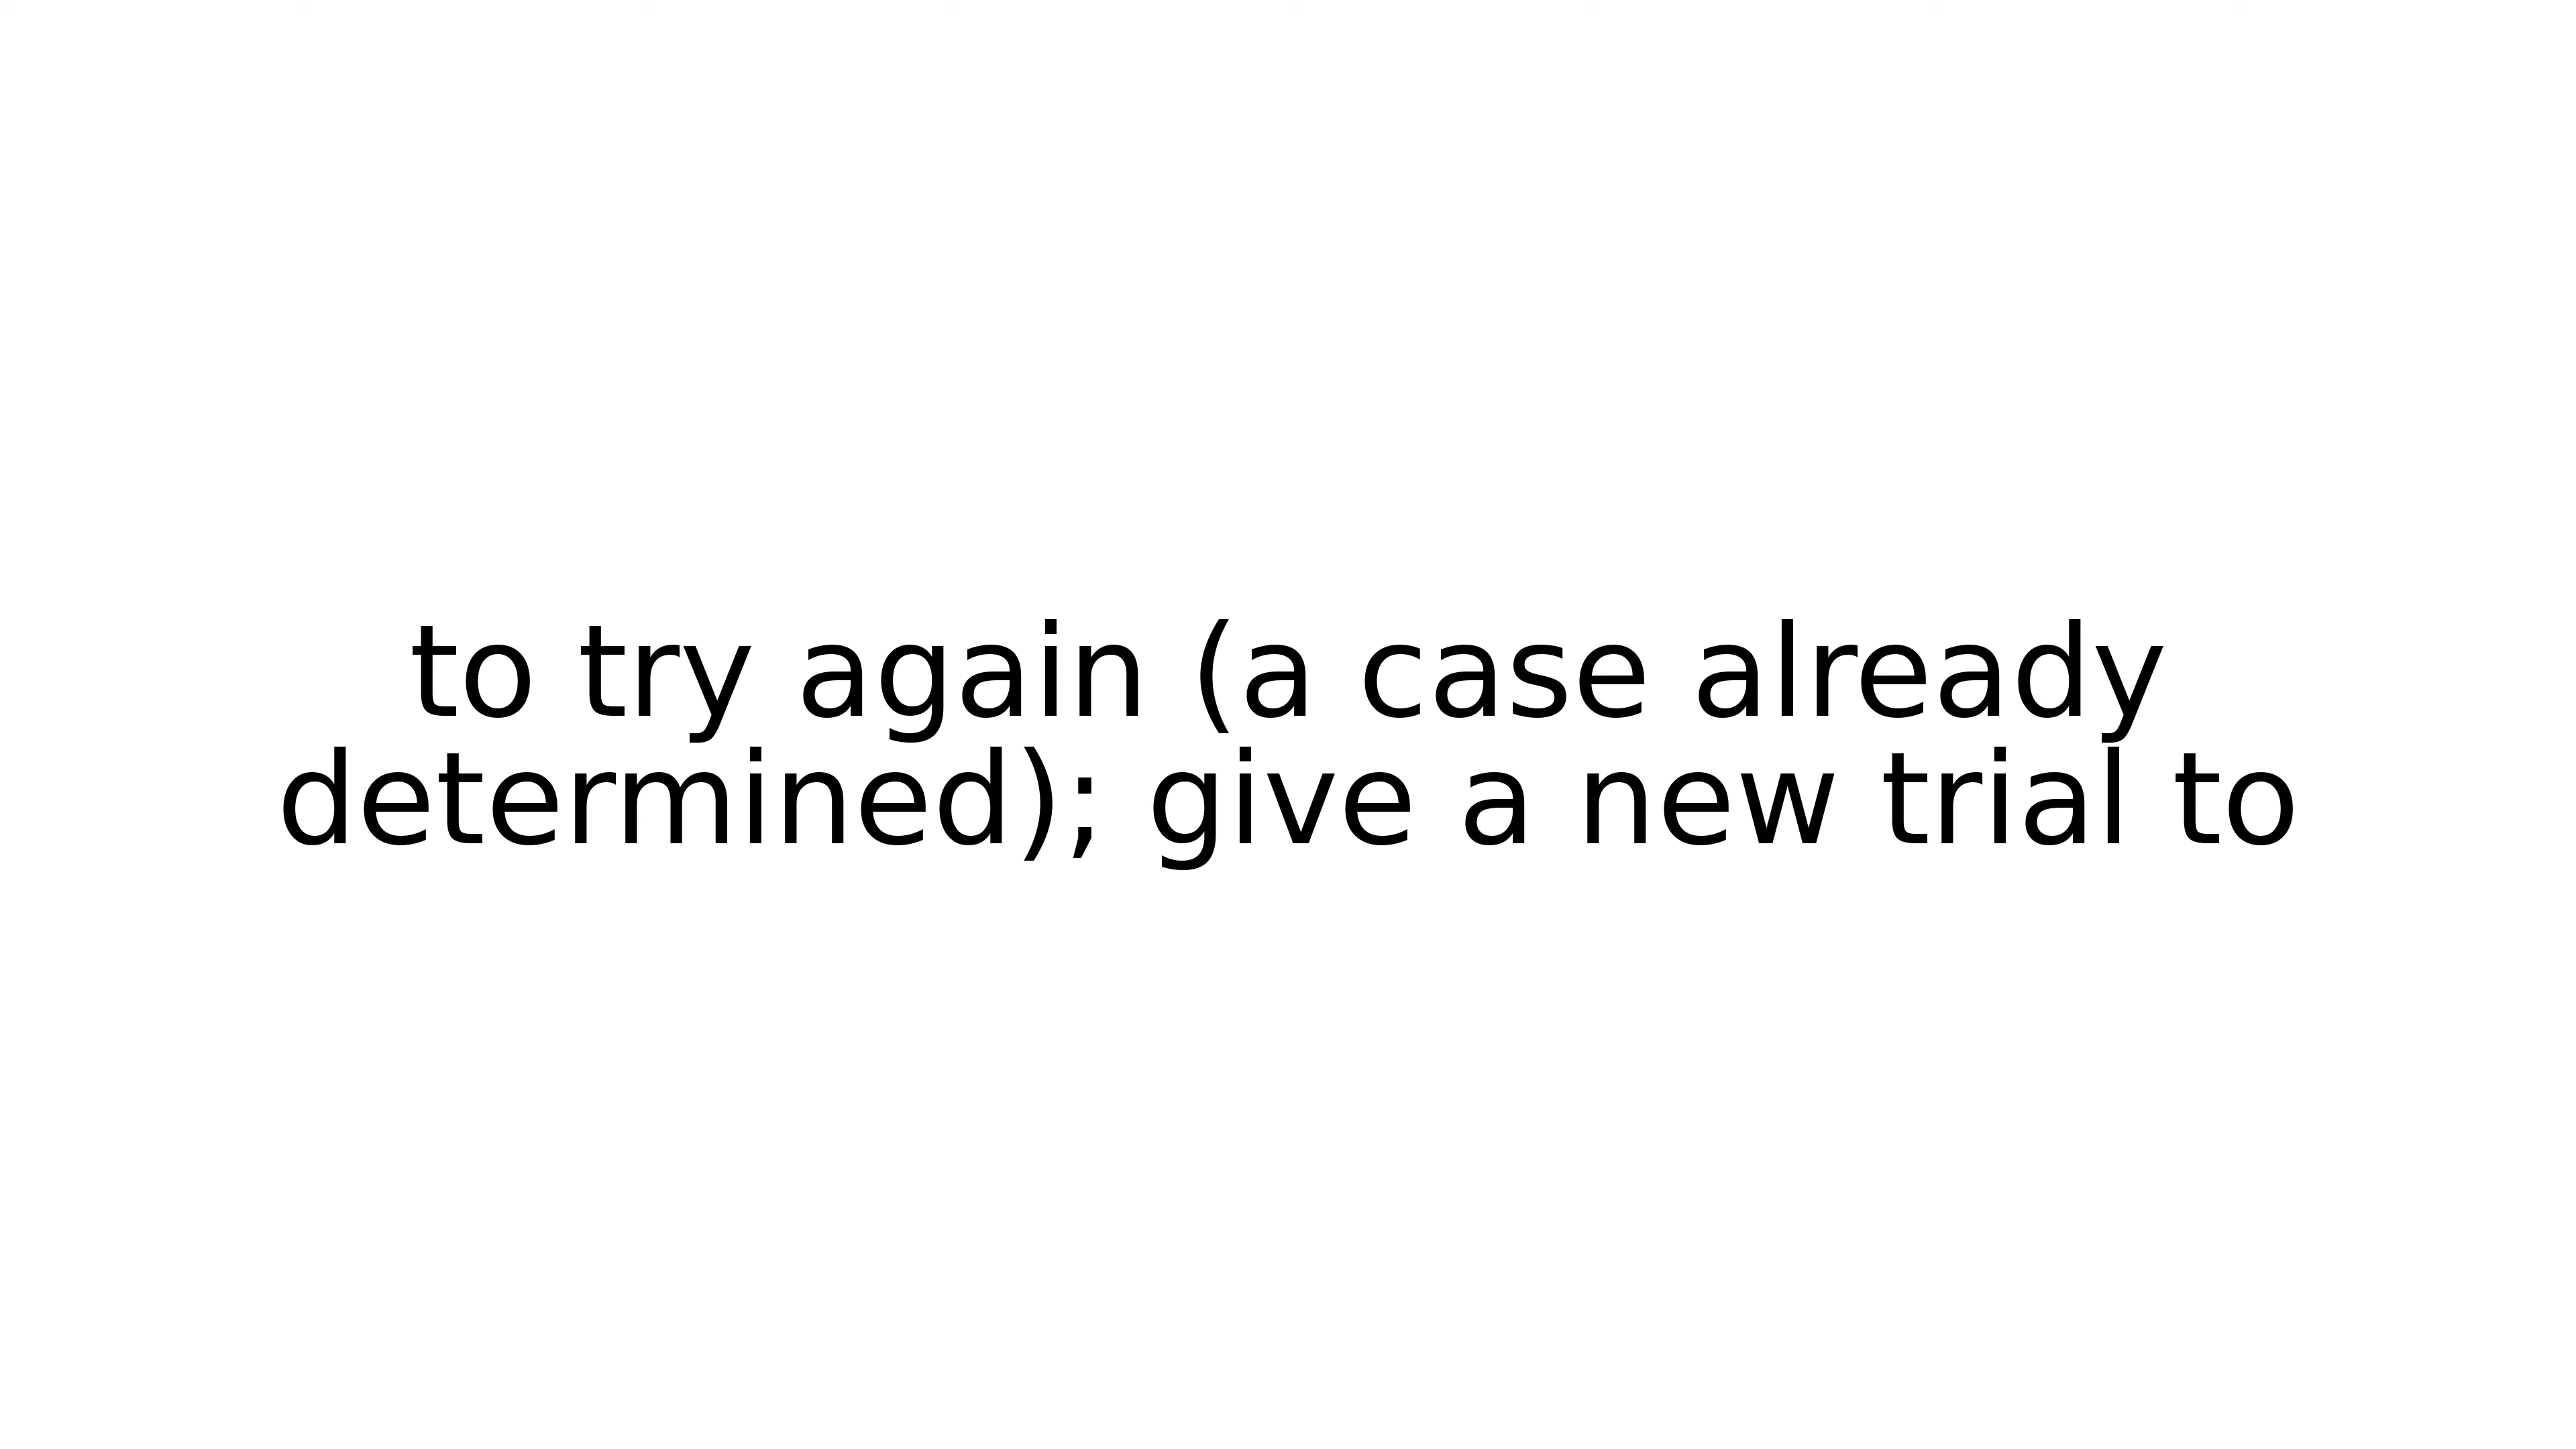 to try again (a case already
determined); give a new trial to